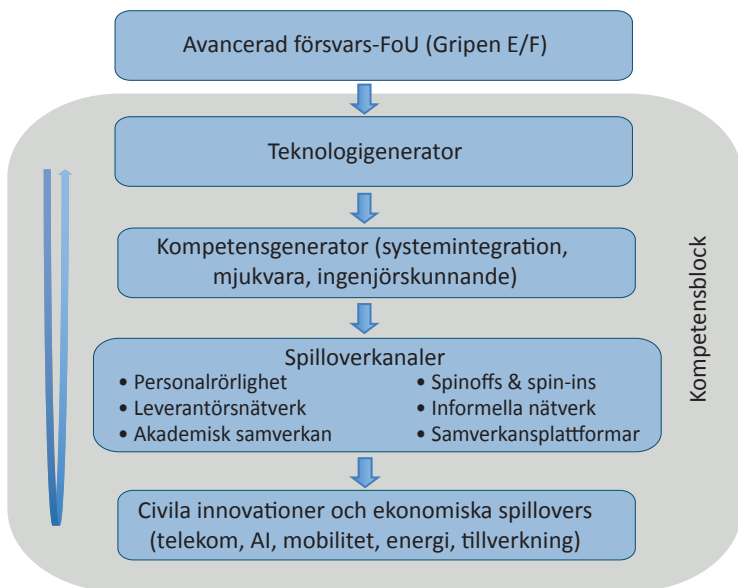 Avancerad försvars-FoU (Gripen E/F)
Teknologigenerator
Kompetensgenerator (systemintegration,
mjukvara, ingenjörskunnande)
Spilloverkanaler
• Personalrörlighet
• Leverantörsnätverk
• Akademisk samverkan
• Spinoffs & spin-ins
• Informella nätverk
• Samverkansplattformar
Civila innovationer och ekonomiska spillovers
(telekom, AI, mobilitet, energi, tillverkning)
Kompetensblock